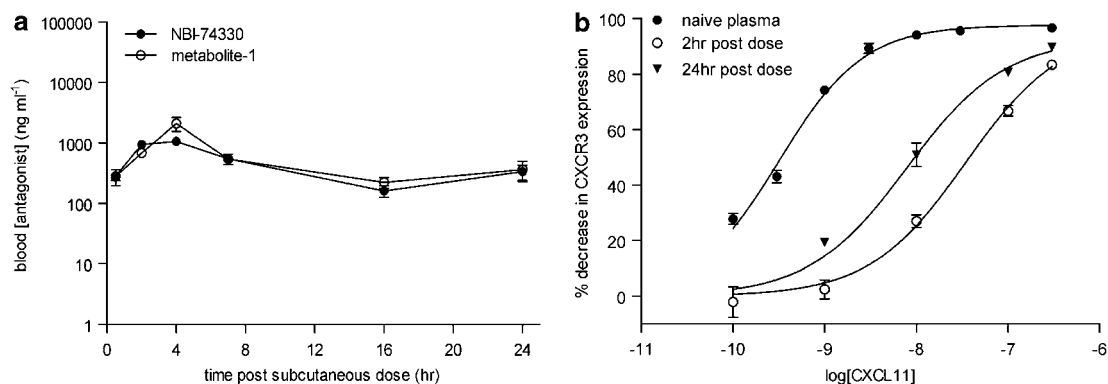 a
NBI-74330
metabolite-1
100000
10000
1000
100
10
1
blood [antagonist] (ng ml⁻¹)
0 4 8 12 16 20 24
time post subcutaneous dose (hr)
b
naive plasma
2hr post dose
24hr post dose
100
80
60
40
20
0
% decrease in CXCR3 expression
-11 -10 -9 -8 -7 -6
log[CXCL11]